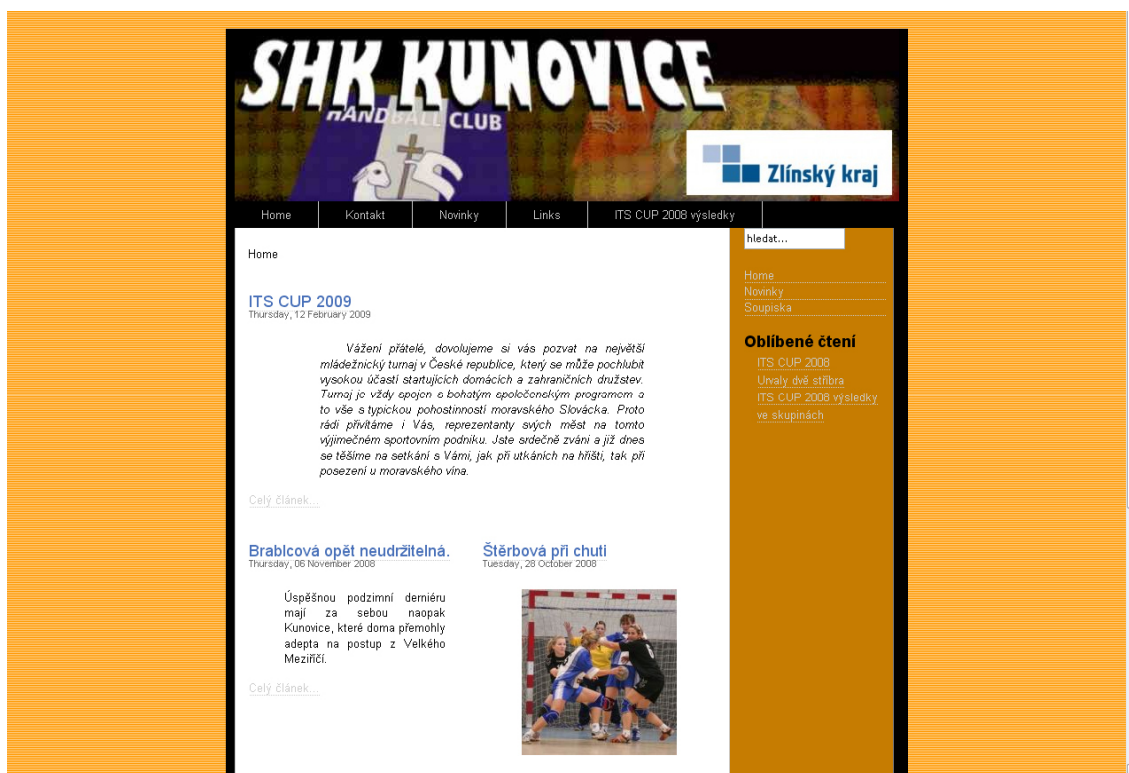 SHK KUNOVICE
HANDBALL CLUB
Zlínský kraj
Home
Kontakt
Novinky
Links
ITS CUP 2008 výsledky
Home
ITS CUP 2009
Thursday, 12 February 2009
Vážení přátelé, dovolujeme si vás pozvat na největší
mládežnický turnaj v České republice, který se může pochlubit
vysokou účastí startujících domácích a zahraničních družstev.
Turnaj je vždy spojen s bohatým společenským programem a
to vše s typickou pohostinností moravského Slovácka. Proto
rádi přivítáme i Vás, reprezentanty svých měst na tomto
výjimečném sportovním podniku. Jste srdečně zváni a již dnes
se těšíme na setkání s Vámi, jak při utkáních na hřišti, tak při
posezení u moravského vína.
Celý článek...
Brablcová opět neudržitelná.
Thursday, 06 November 2008
Úspěšnou podzimní derniéru
mají za sebou naopak
Kunovice, které doma přemohly
adepta na postup z Velkého
Meziříčí.
Celý článek...
Štěrbová při chuti
Tuesday, 28 October 2008
hledat...
Home
Novinky
Soupiska
Oblíbené čtení
ITS CUP 2008
Urvaly dvě stříbra
ITS CUP 2008 výsledky
ve skupinách